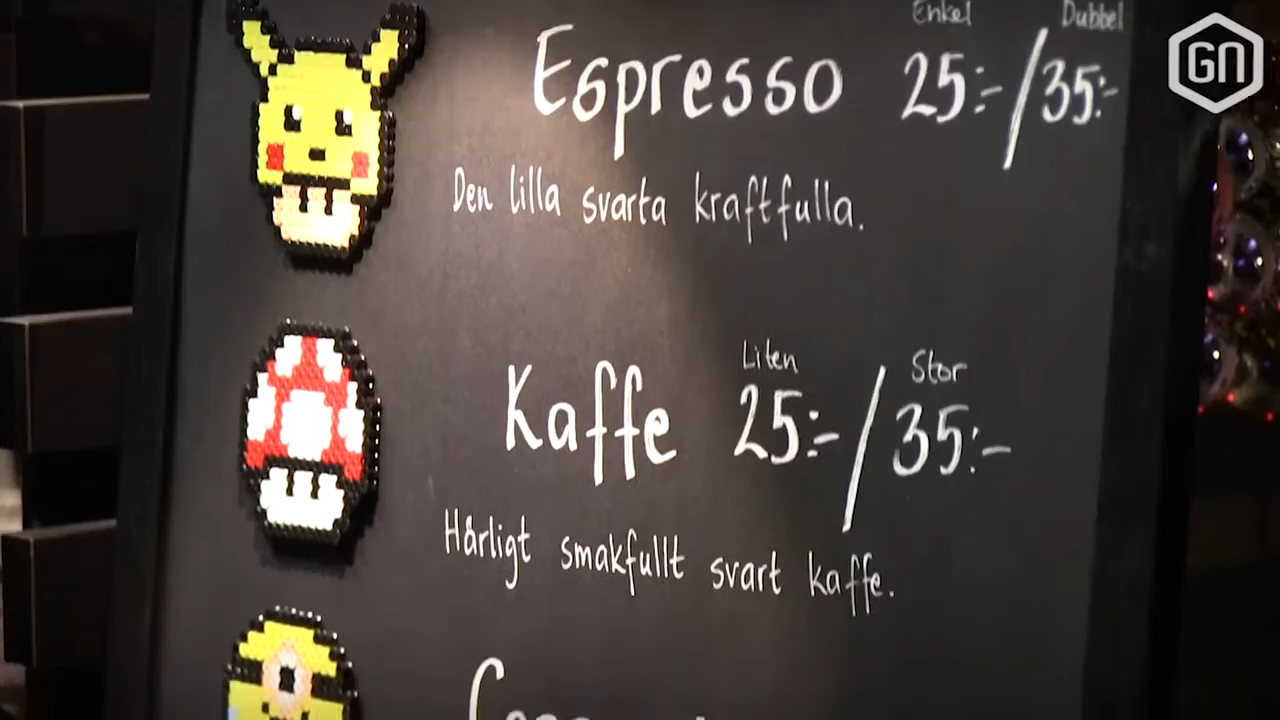 Enkel Dubbel
Espresso 25:- / 35:-
Den lilla svarta kraftfulla.
Liten Stor
Kaffe 25:- / 35:-
Härligt smakfullt svart kaffe.
GN